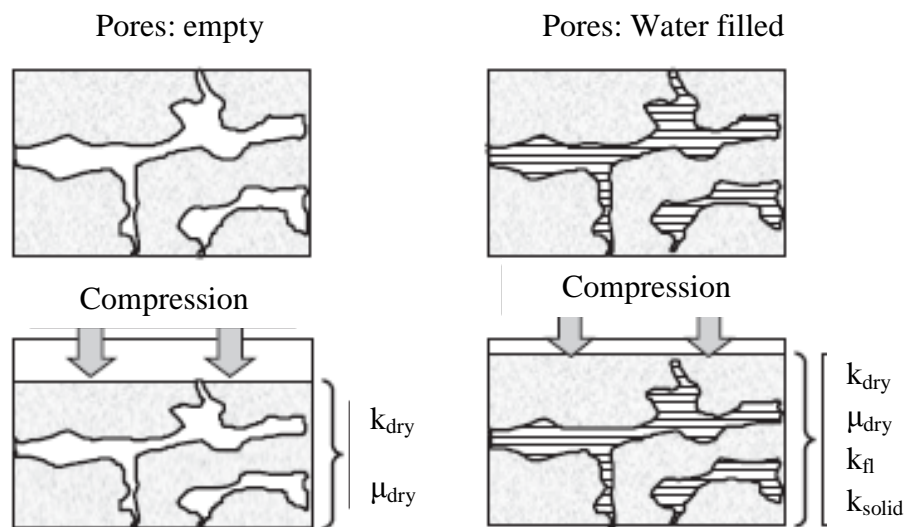 Pores: empty
Pores: Water filled
Compression
Compression
k_dry
μ_dry
k_dry
μ_dry
k_fl
k_solid